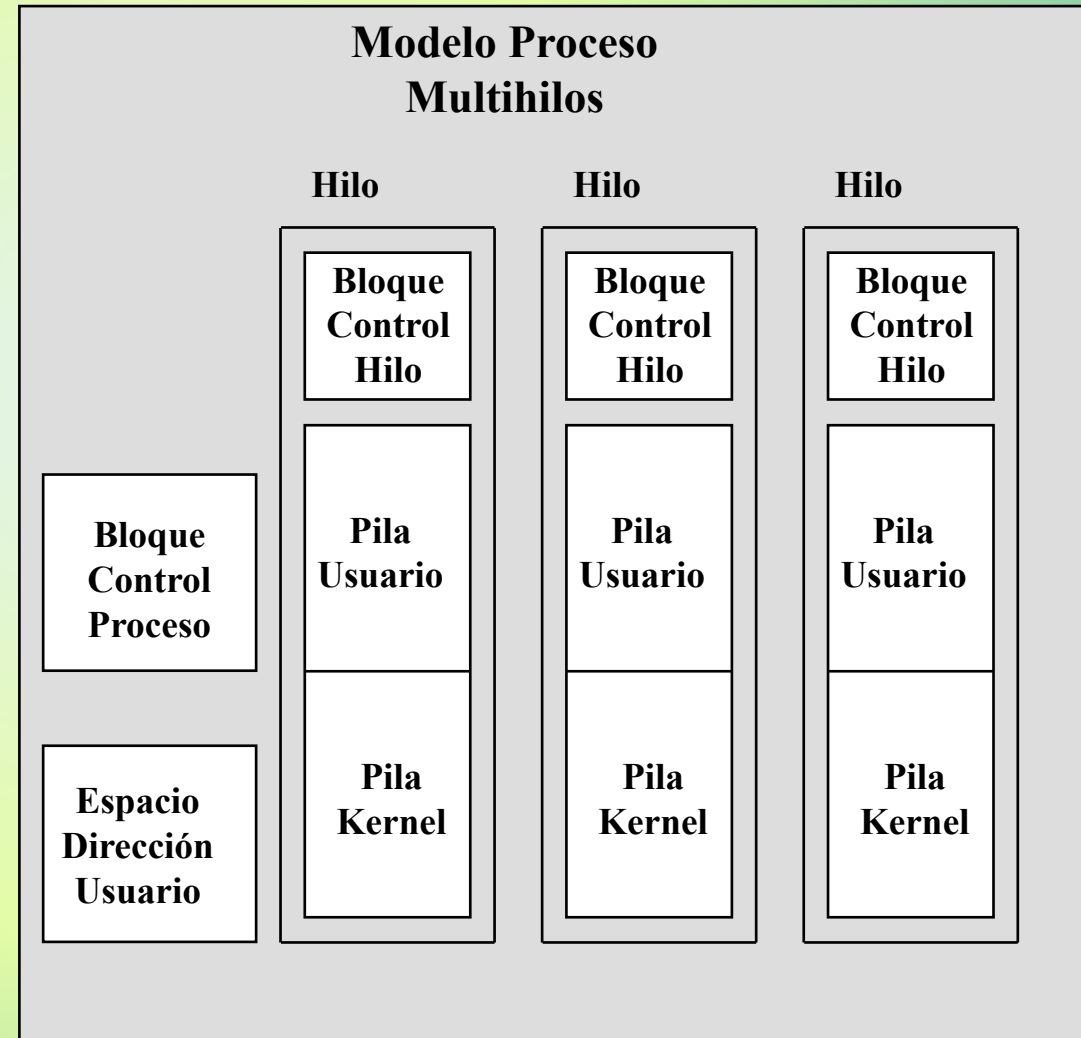 Modelo Proceso
Multihilos
Hilo
Hilo
Hilo
Bloque
Control
Hilo
Bloque
Control
Hilo
Bloque
Control
Hilo
Bloque
Control
Proceso
Pila
Usuario
Pila
Usuario
Pila
Usuario
Espacio
Dirección
Usuario
Pila
Kernel
Pila
Kernel
Pila
Kernel